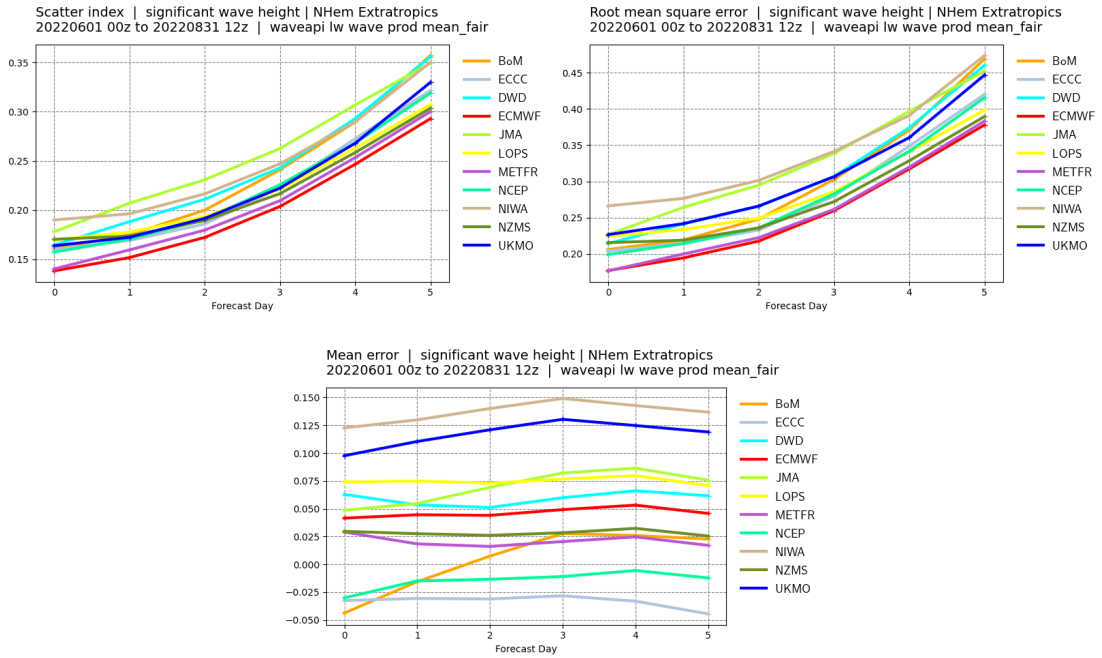 Scatter index | significant wave height | NHem Extratropics
20220601 00z to 20220831 12z | waveapi lw wave prod mean_fair
0.35
0.30
0.25
0.20
0.15
0 1 2 3 4 5
Forecast Day
BoM
ECCC
DWD
ECMWF
JMA
LOPS
METFR
NCEP
NIWA
NZMS
UKMO
Root mean square error | significant wave height | NHem Extratropics
20220601 00z to 20220831 12z | waveapi lw wave prod mean_fair
0.45
0.40
0.35
0.30
0.25
0.20
0 1 2 3 4 5
Forecast Day
BoM
ECCC
DWD
ECMWF
JMA
LOPS
METFR
NCEP
NIWA
NZMS
UKMO
Mean error | significant wave height | NHem Extratropics
20220601 00z to 20220831 12z | waveapi lw wave prod mean_fair
0.150
0.125
0.100
0.075
0.050
0.025
0.000
−0.025
−0.050
0 1 2 3 4 5
Forecast Day
BoM
ECCC
DWD
ECMWF
JMA
LOPS
METFR
NCEP
NIWA
NZMS
UKMO